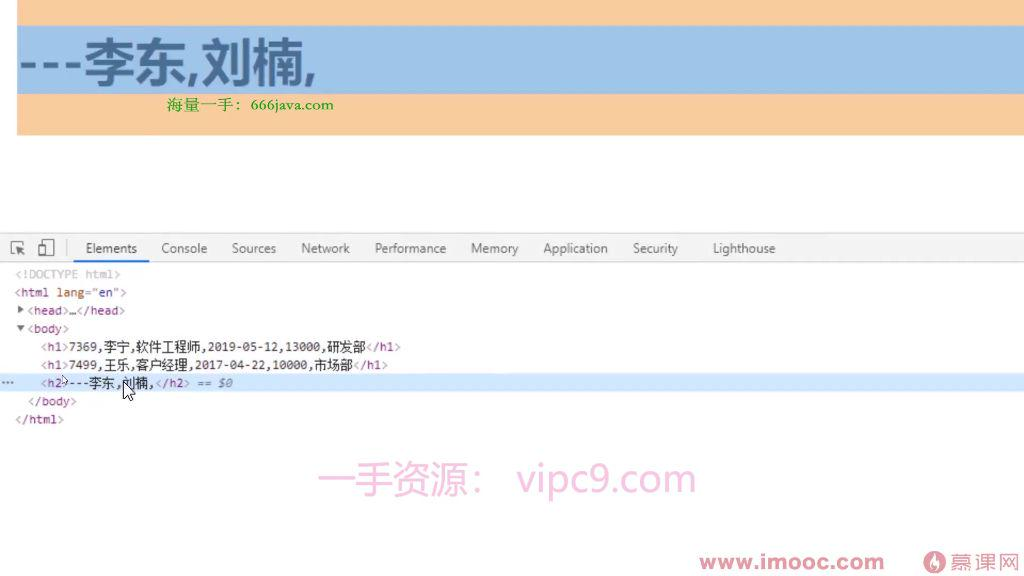 ---李东,刘楠,
海量一手：666java.com
Elements Console Sources Network Performance Memory Application Security Lighthouse
<!DOCTYPE html>
<html lang="en">
<head>…</head>
<body>
<h1>7369,李宁,软件工程师,2019-05-12,13000,研发部</h1>
<h1>7499,王乐,客户经理,2017-04-22,10000,市场部</h1>
<h2>---李东,刘楠,</h2> == $0
</body>
</html>
一手资源： vipc9.com
www.imooc.com 慕课网